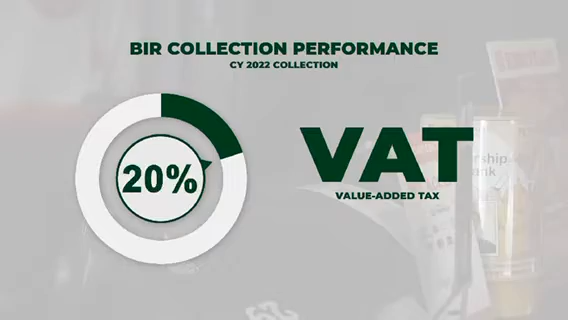 BIR COLLECTION PERFORMANCE
CY 2022 COLLECTION
20%
VAT
VALUE-ADDED TAX